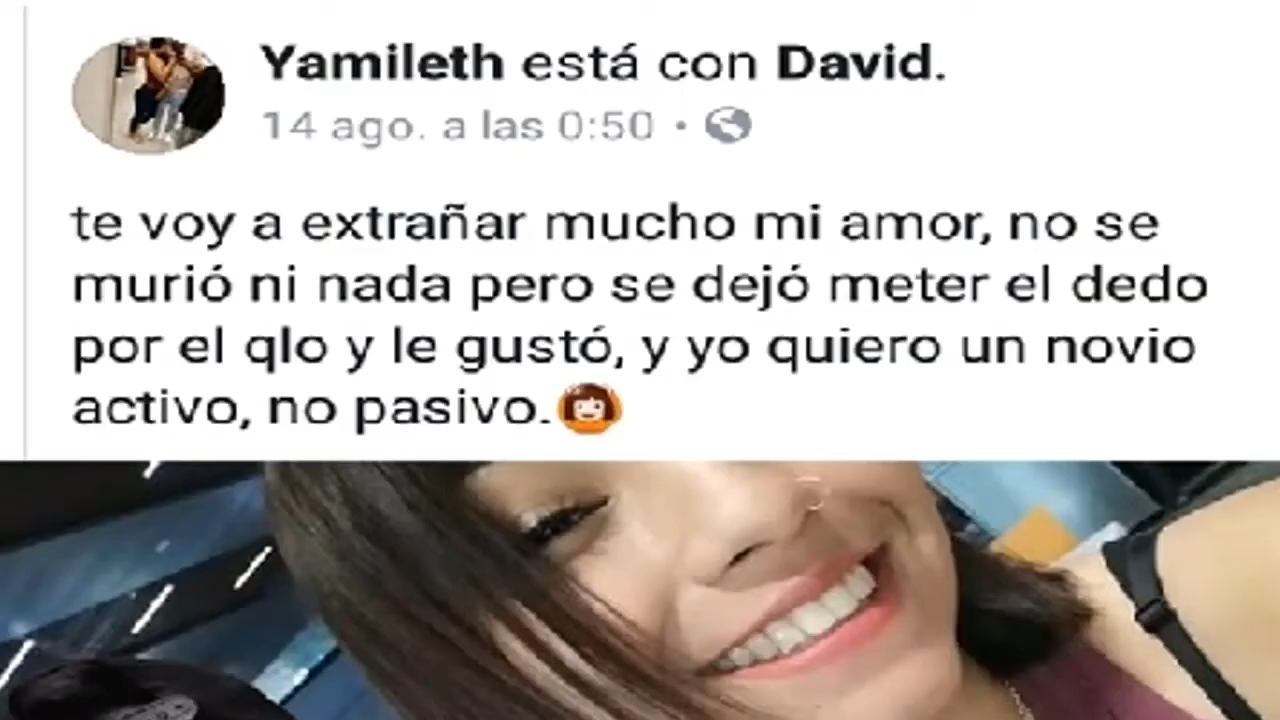 Yamileth está con David.
14 ago. a las 0:50 ·
te voy a extrañar mucho mi amor, no se
murió ni nada pero se dejó meter el dedo
por el qlo y le gustó, y yo quiero un novio
activo, no pasivo.🙆